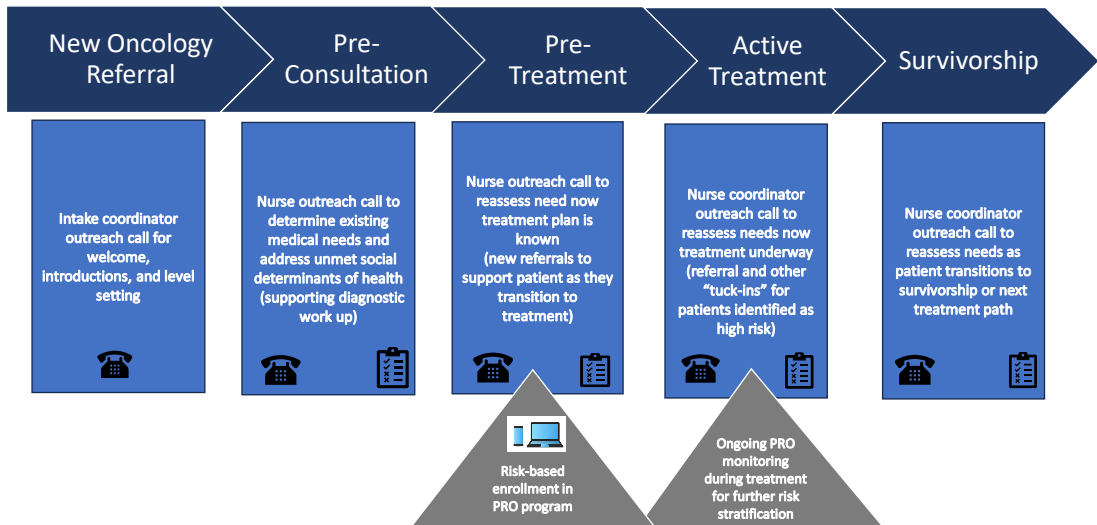 New Oncology
Referral
Pre-
Consultation
Pre-
Treatment
Active
Treatment
Survivorship
Intake coordinator
outreach call for
welcome,
introductions, and level
setting
Nurse outreach call to
determine existing
medical needs and
address unmet social
determinants of health
(supporting diagnostic
work up)
Nurse outreach call to
reassess need now
treatment plan is
known
(new referrals to
support patient as they
transition to
treatment)
Nurse coordinator
outreach call to
reassess needs now
treatment underway
(referral and other
“tuck-ins” for
patients identified as
high risk)
Nurse coordinator
outreach call to
reassess needs as
patient transitions to
survivorship or next
treatment path
Risk-based
enrollment in
PRO program
Ongoing PRO
monitoring
during treatment
for further risk
stratification